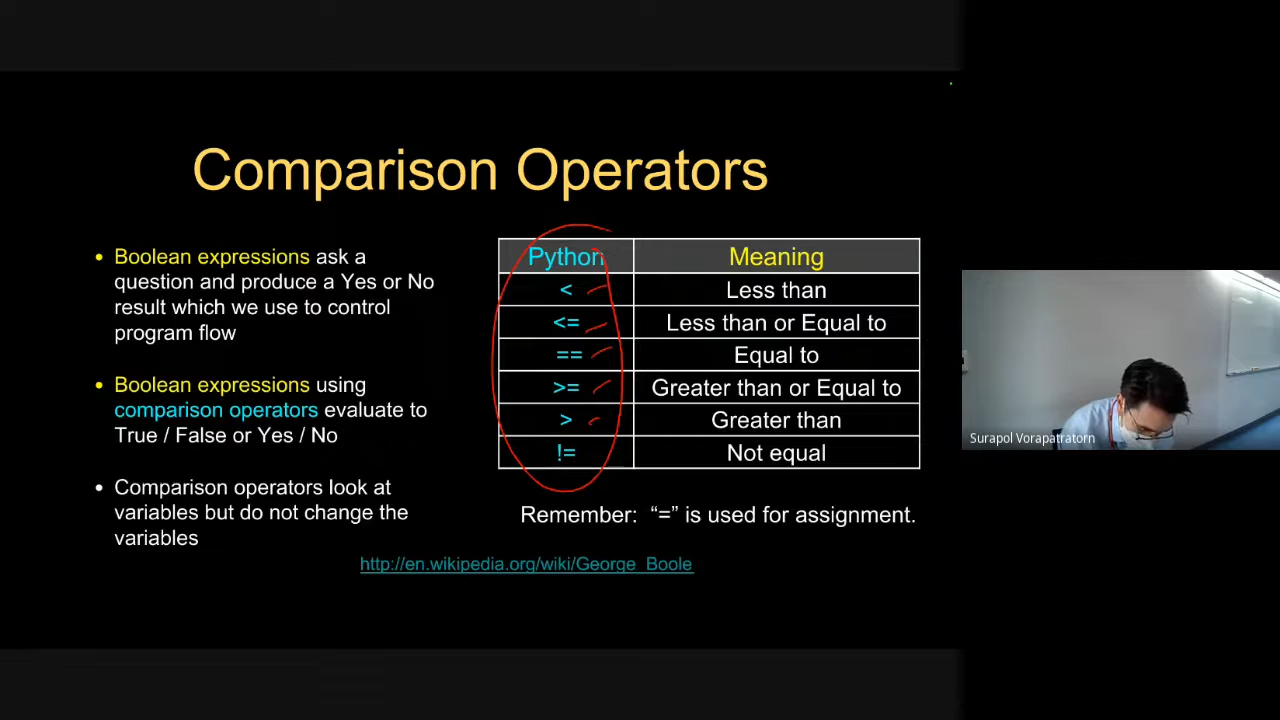 Comparison Operators
• Boolean expressions ask a
question and produce a Yes or No
result which we use to control
program flow
• Boolean expressions using
comparison operators evaluate to
True / False or Yes / No
• Comparison operators look at
variables but do not change the
variables
Python Meaning
< Less than
<= Less than or Equal to
== Equal to
>= Greater than or Equal to
> Greater than
!= Not equal
Remember: “=” is used for assignment.
http://en.wikipedia.org/wiki/George_Boole
Surapol Vorapatratorn